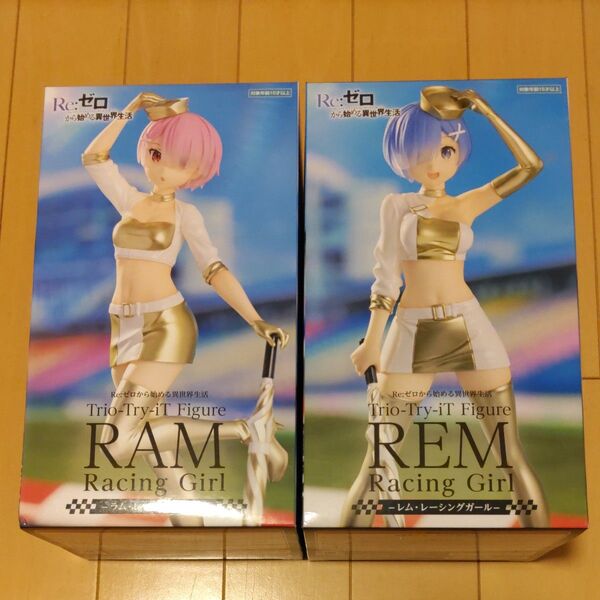 Re:ゼロ
から始める異世界生活
対象年齢15才以上
Re:ゼロから始める異世界生活
Trio-Try-iT Figure
RAM
Racing Girl
-ラム・レ
Re:ゼロ
から始める異世界生活
対象年齢15才以上
Re:ゼロから始める異世界生活
Trio-Try-iT Figure
REM
Racing Girl
-レム・レーシングガール-